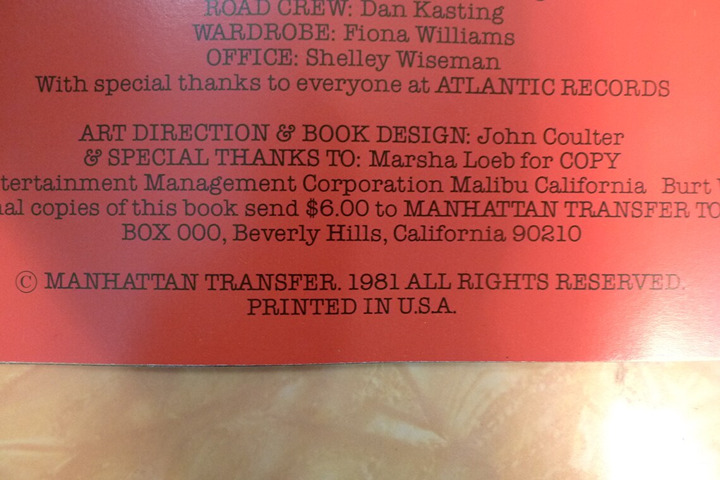 ROAD CREW: Dan Kasting
WARDROBE: Fiona Williams
OFFICE: Shelley Wiseman
With special thanks to everyone at ATLANTIC RECORDS
ART DIRECTION & BOOK DESIGN: John Coulter
& SPECIAL THANKS TO: Marsha Loeb for COPY
tertainment Management Corporation Malibu California Burt
al copies of this book send $6.00 to MANHATTAN TRANSFER TO
BOX 000, Beverly Hills, California 90210
© MANHATTAN TRANSFER. 1981 ALL RIGHTS RESERVED.
PRINTED IN U.S.A.